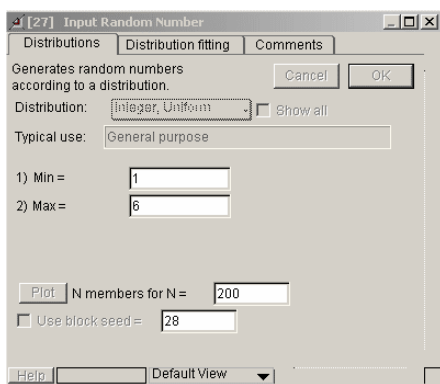 [27] Input Random Number
Distributions Distribution fitting Comments
Generates random numbers
according to a distribution.
Cancel OK
Distribution: Integer, Uniform Show all
Typical use: General purpose
1) Min = 1
2) Max = 6
Plot N members for N = 200
Use block seed = 28
Help Default View